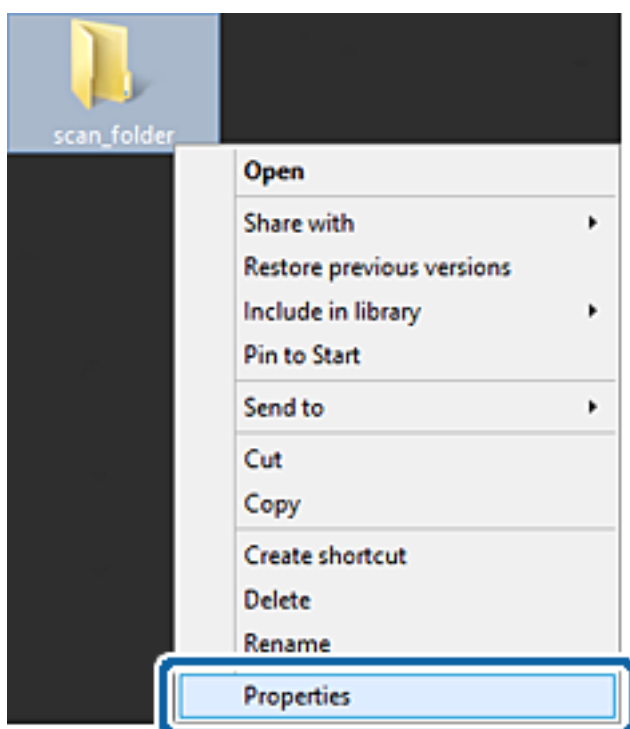 scan_folder
Open
Share with
Restore previous versions
Include in library
Pin to Start
Send to
Cut
Copy
Create shortcut
Delete
Rename
Properties